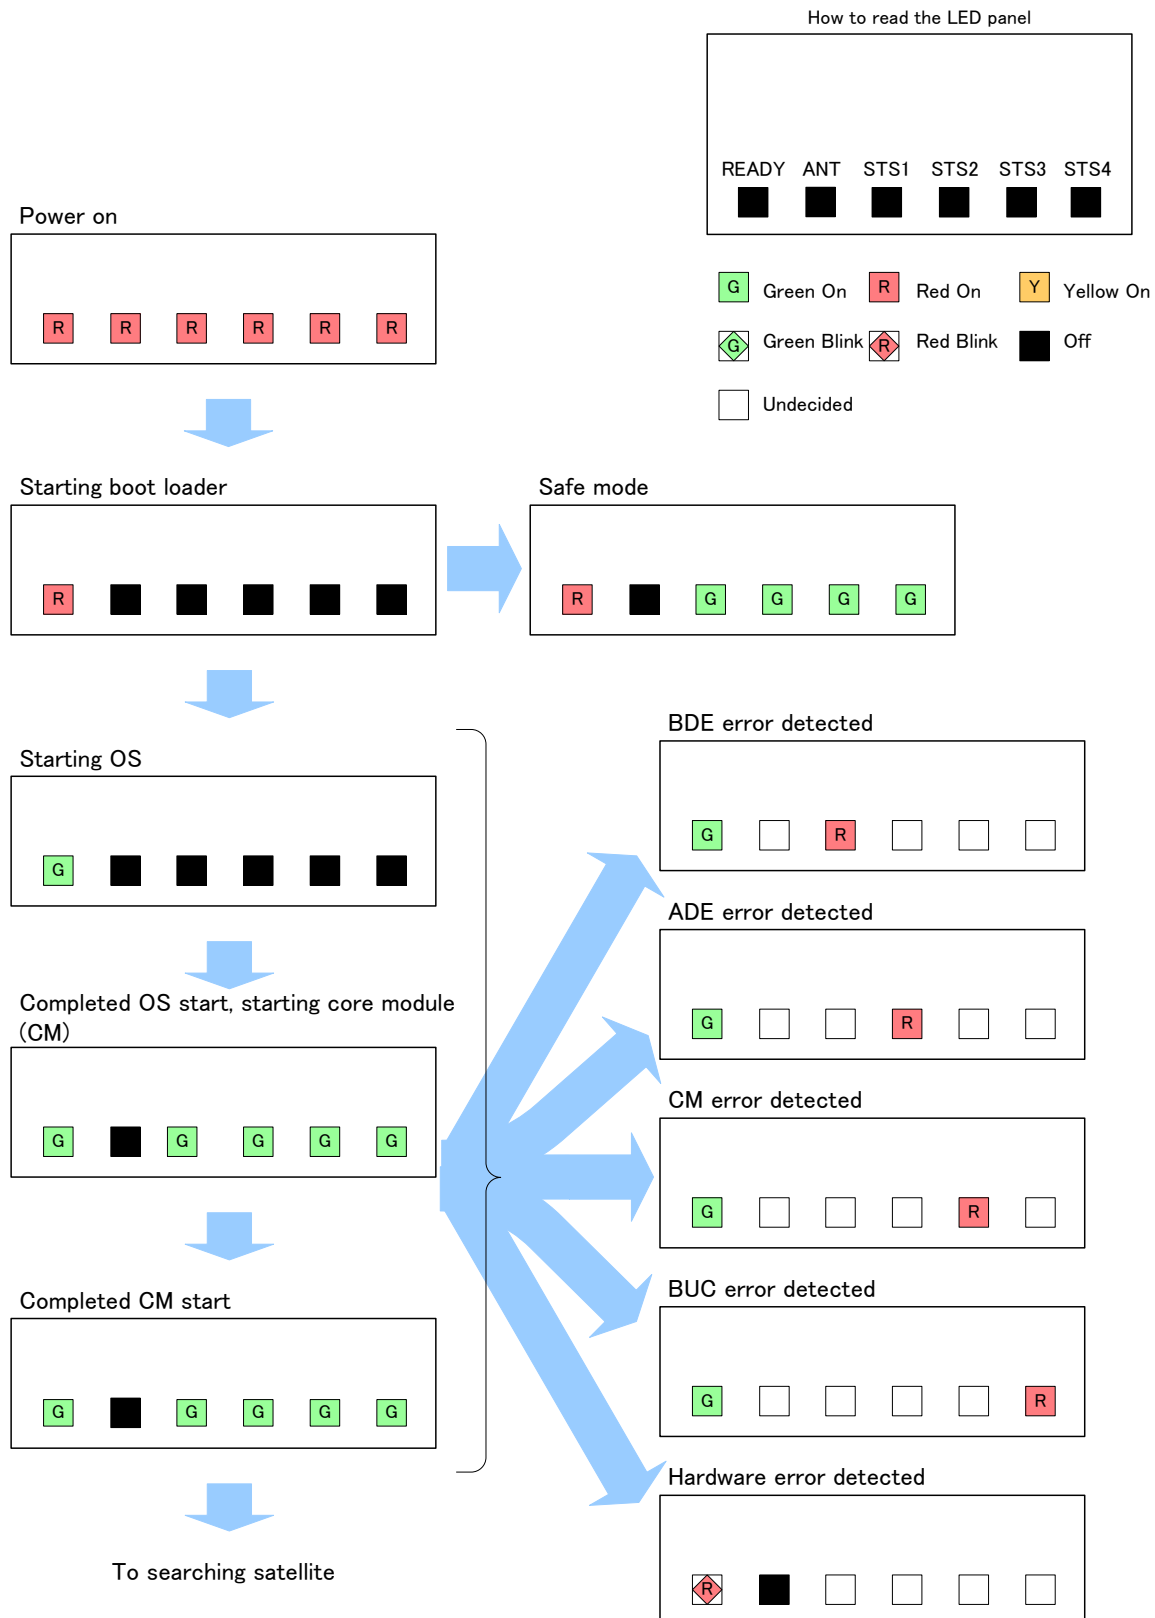 How to read the LED panel
READY ANT STS1 STS2 STS3 STS4
G Green On R Red On Y Yellow On
G Green Blink R Red Blink Off
Undecided
Power on
R R R R R R
Starting boot loader
R
Safe mode
R G G G G
Starting OS
G
Completed OS start, starting core module
(CM)
G G G G G
Completed CM start
G G G G G
To searching satellite
BDE error detected
G R
ADE error detected
G R
CM error detected
G R
BUC error detected
G R
Hardware error detected
R